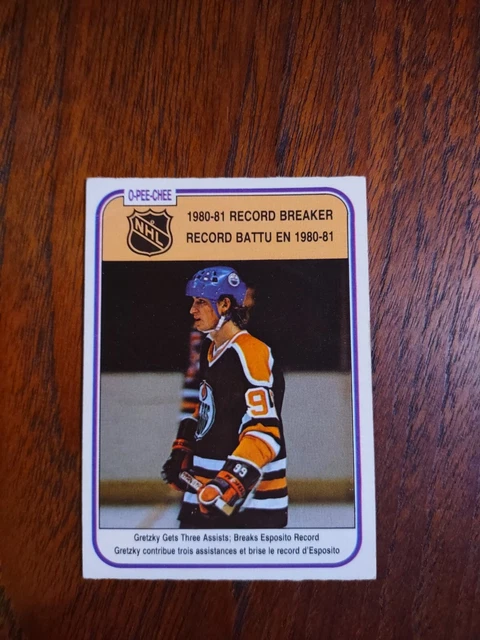 O-PEE-CHEE
NHL
1980-81 RECORD BREAKER
RECORD BATTU EN 1980-81
99
99
Gretzky Gets Three Assists; Breaks Esposito Record
Gretzky contribue trois assistances et brise le record d'Esposito